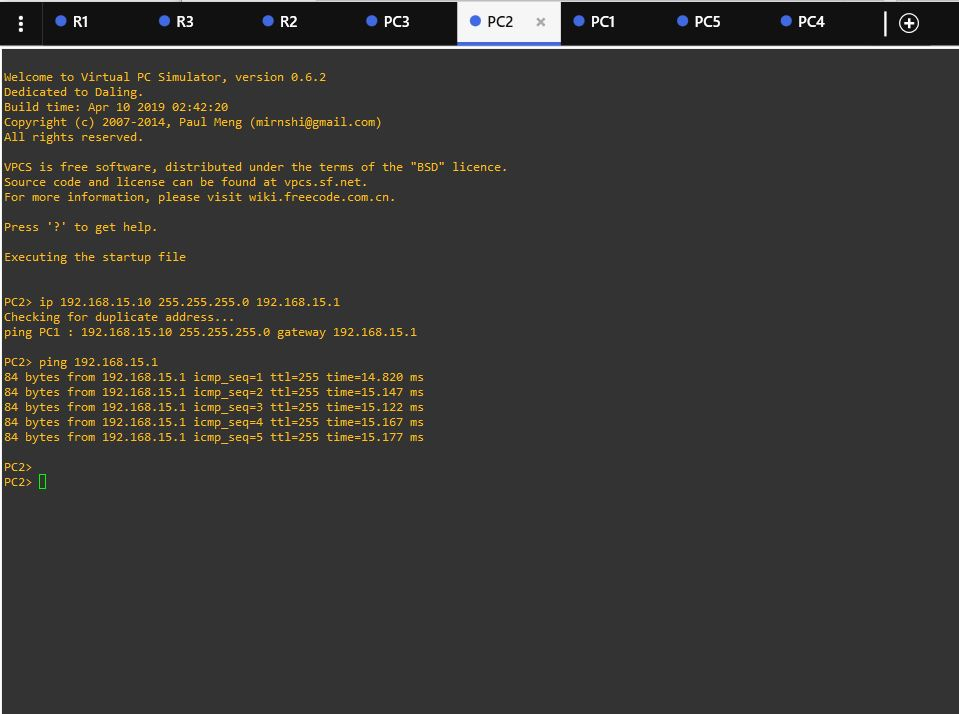 R1 R3 R2 PC3 PC2 PC1 PC5 PC4
Welcome to Virtual PC Simulator, version 0.6.2
Dedicated to Daling.
Build time: Apr 10 2019 02:42:20
Copyright (c) 2007-2014, Paul Meng (mirnshi@gmail.com)
All rights reserved.
VPCS is free software, distributed under the terms of the "BSD" licence.
Source code and license can be found at vpcs.sf.net.
For more information, please visit wiki.freecode.com.cn.
Press '?' to get help.
Executing the startup file
PC2> ip 192.168.15.10 255.255.255.0 192.168.15.1
Checking for duplicate address...
ping PC1 : 192.168.15.10 255.255.255.0 gateway 192.168.15.1
PC2> ping 192.168.15.1
84 bytes from 192.168.15.1 icmp_seq=1 ttl=255 time=14.820 ms
84 bytes from 192.168.15.1 icmp_seq=2 ttl=255 time=15.147 ms
84 bytes from 192.168.15.1 icmp_seq=3 ttl=255 time=15.122 ms
84 bytes from 192.168.15.1 icmp_seq=4 ttl=255 time=15.167 ms
84 bytes from 192.168.15.1 icmp_seq=5 ttl=255 time=15.177 ms
PC2>
PC2>